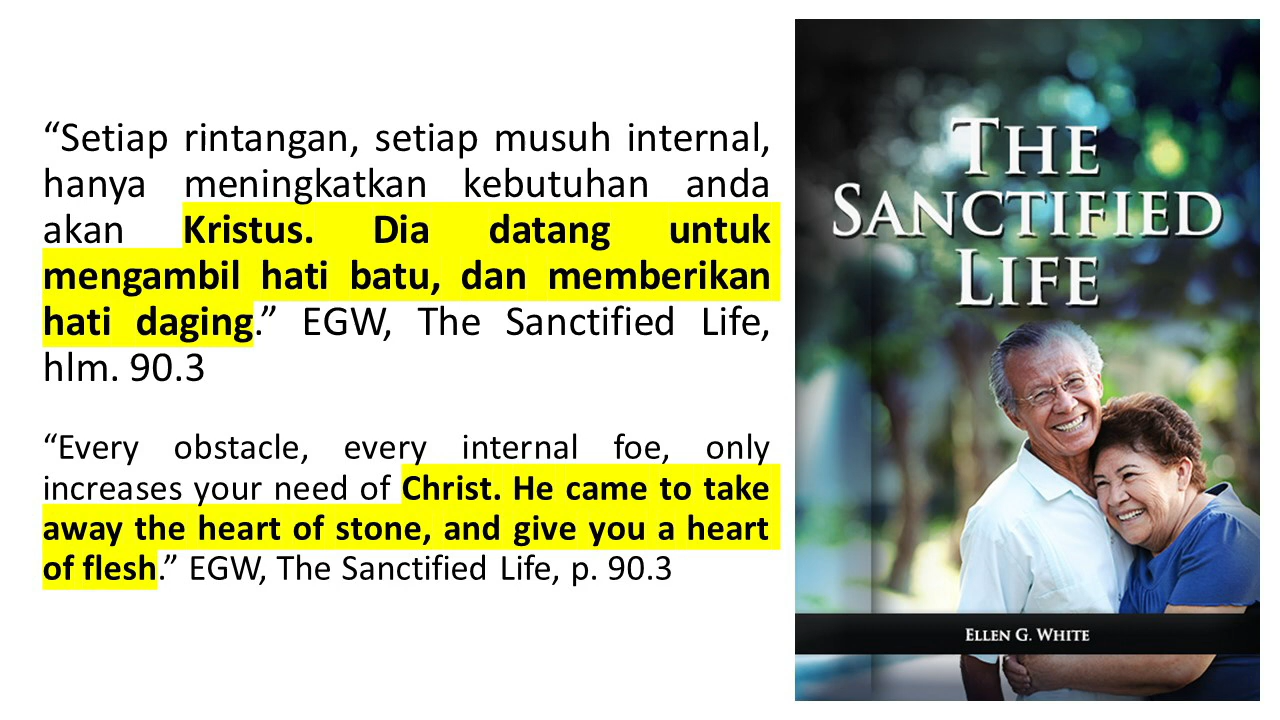 “Setiap rintangan, setiap musuh internal,
hanya meningkatkan kebutuhan anda
akan Kristus. Dia datang untuk
mengambil hati batu, dan memberikan
hati daging.” EGW, The Sanctified Life,
hlm. 90.3
“Every obstacle, every internal foe, only
increases your need of Christ. He came to take
away the heart of stone, and give you a heart
of flesh.” EGW, The Sanctified Life, p. 90.3
THE
SANCTIFIED
LIFE
ELLEN G. WHITE